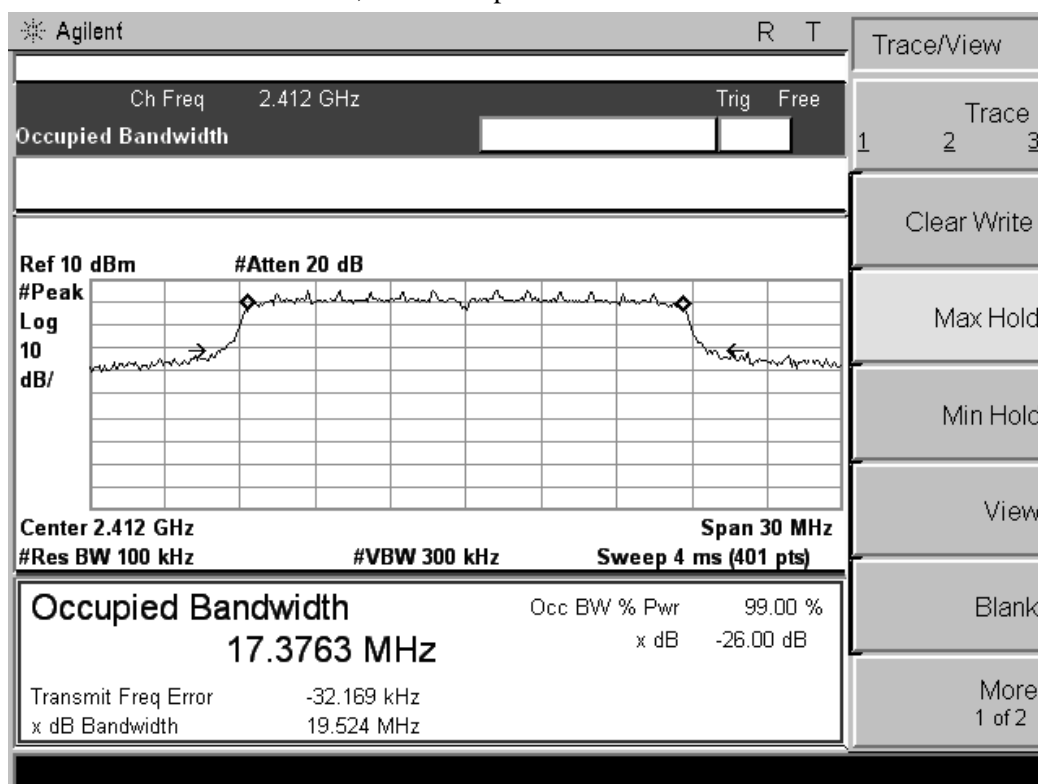 Agilent R T
Trace/View
Ch Freq 2.412 GHz Trig Free
Occupied Bandwidth
Trace
1 2 3
Clear Write
Ref 10 dBm #Atten 20 dB
#Peak
Log
10
dB/
Max Hold
Min Hold
View
Center 2.412 GHz Span 30 MHz
#Res BW 100 kHz #VBW 300 kHz Sweep 4 ms (401 pts)
Occupied Bandwidth
17.3763 MHz
Occ BW % Pwr 99.00 %
x dB -26.00 dB
Transmit Freq Error -32.169 kHz
x dB Bandwidth 19.524 MHz
Blank
More
1 of 2